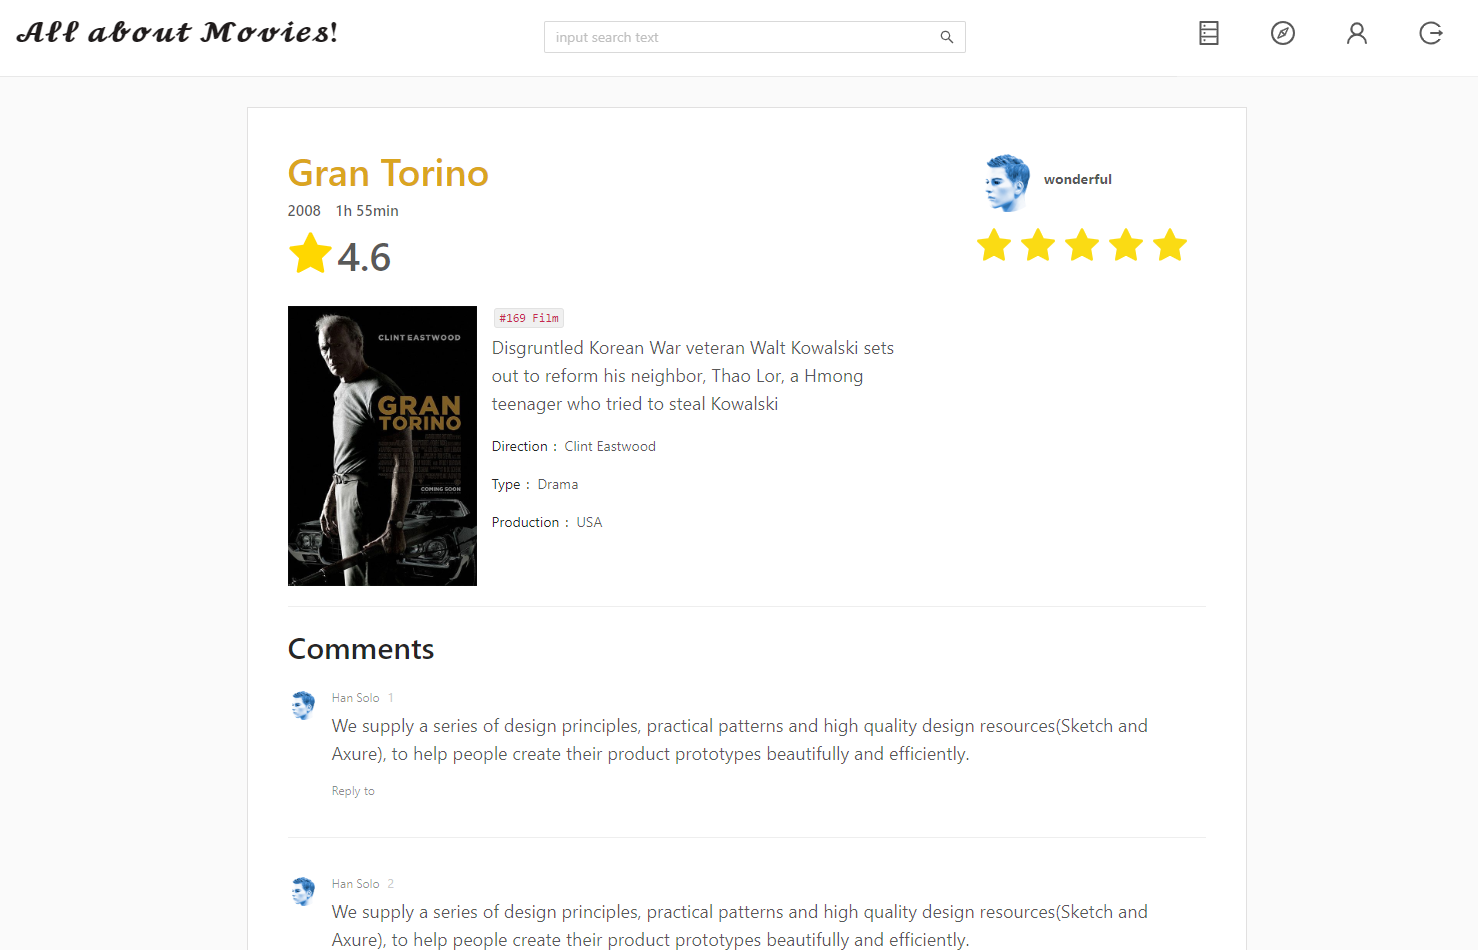 All about Movies!
input search text
Gran Torino
2008 1h 55min
4.6
wonderful
CLINT EASTWOOD
GRAN
TORINO
COMING SOON
#169 Film
Disgruntled Korean War veteran Walt Kowalski sets
out to reform his neighbor, Thao Lor, a Hmong
teenager who tried to steal Kowalski
Direction : Clint Eastwood
Type : Drama
Production : USA
Comments
Han Solo 1
We supply a series of design principles, practical patterns and high quality design resources(Sketch and
Axure), to help people create their product prototypes beautifully and efficiently.
Reply to
Han Solo 2
We supply a series of design principles, practical patterns and high quality design resources(Sketch and
Axure), to help people create their product prototypes beautifully and efficiently.